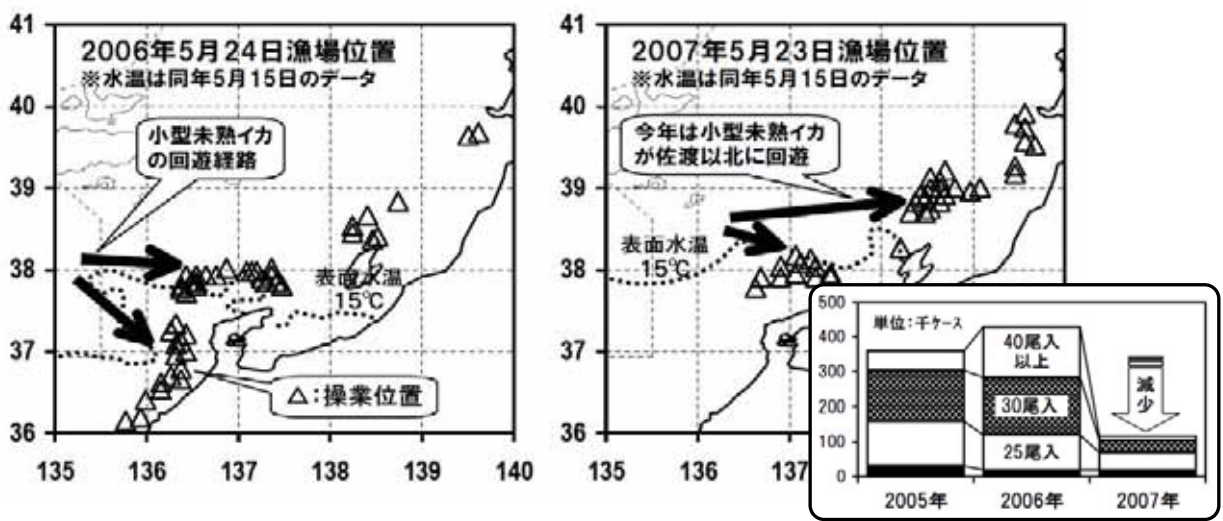 2006年5月24日漁場位置
※水温は同年5月15日のデータ
小型未熟イカ
の回遊経路
表面水温
15℃
△:操業位置
41
40
39
38
37
36
135
136
137
138
139
140
2007年5月23日漁場位置
※水温は同年5月15日のデータ
今年は小型未熟イカ
が佐渡以北に回遊
表面水温
15℃
41
40
39
38
37
36
135
136
137
単位:千ケース
500
400
300
200
100
0
40尾入
以上
30尾入
25尾入
減
少
2005年
2006年
2007年